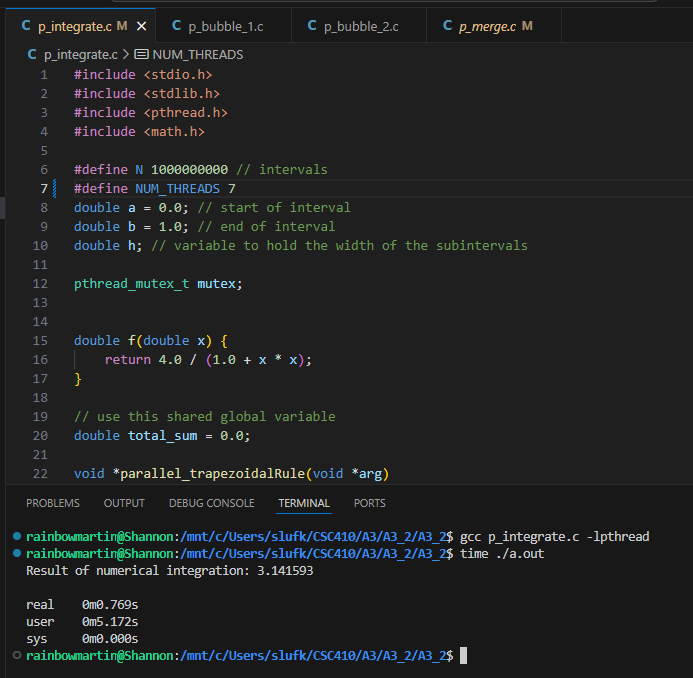 C p_integrate.c M ✕ C p_bubble_1.c C p_bubble_2.c C p_merge.c M
C p_integrate.c > NUM_THREADS
1 #include <stdio.h>
2 #include <stdlib.h>
3 #include <pthread.h>
4 #include <math.h>
5
6 #define N 1000000000 // intervals
7 #define NUM_THREADS 7
8 double a = 0.0; // start of interval
9 double b = 1.0; // end of interval
10 double h; // variable to hold the width of the subintervals
11
12 pthread_mutex_t mutex;
13
14
15 double f(double x) {
16     return 4.0 / (1.0 + x * x);
17 }
18
19 // use this shared global variable
20 double total_sum = 0.0;
21
22 void *parallel_trapezoidalRule(void *arg)
PROBLEMS OUTPUT DEBUG CONSOLE TERMINAL PORTS
rainbowmartin@Shannon:/mnt/c/Users/slufk/CSC410/A3/A3_2/A3_2$ gcc p_integrate.c -lpthread
rainbowmartin@Shannon:/mnt/c/Users/slufk/CSC410/A3/A3_2/A3_2$ time ./a.out
Result of numerical integration: 3.141593
real 0m0.769s
user 0m5.172s
sys 0m0.000s
rainbowmartin@Shannon:/mnt/c/Users/slufk/CSC410/A3/A3_2/A3_2$